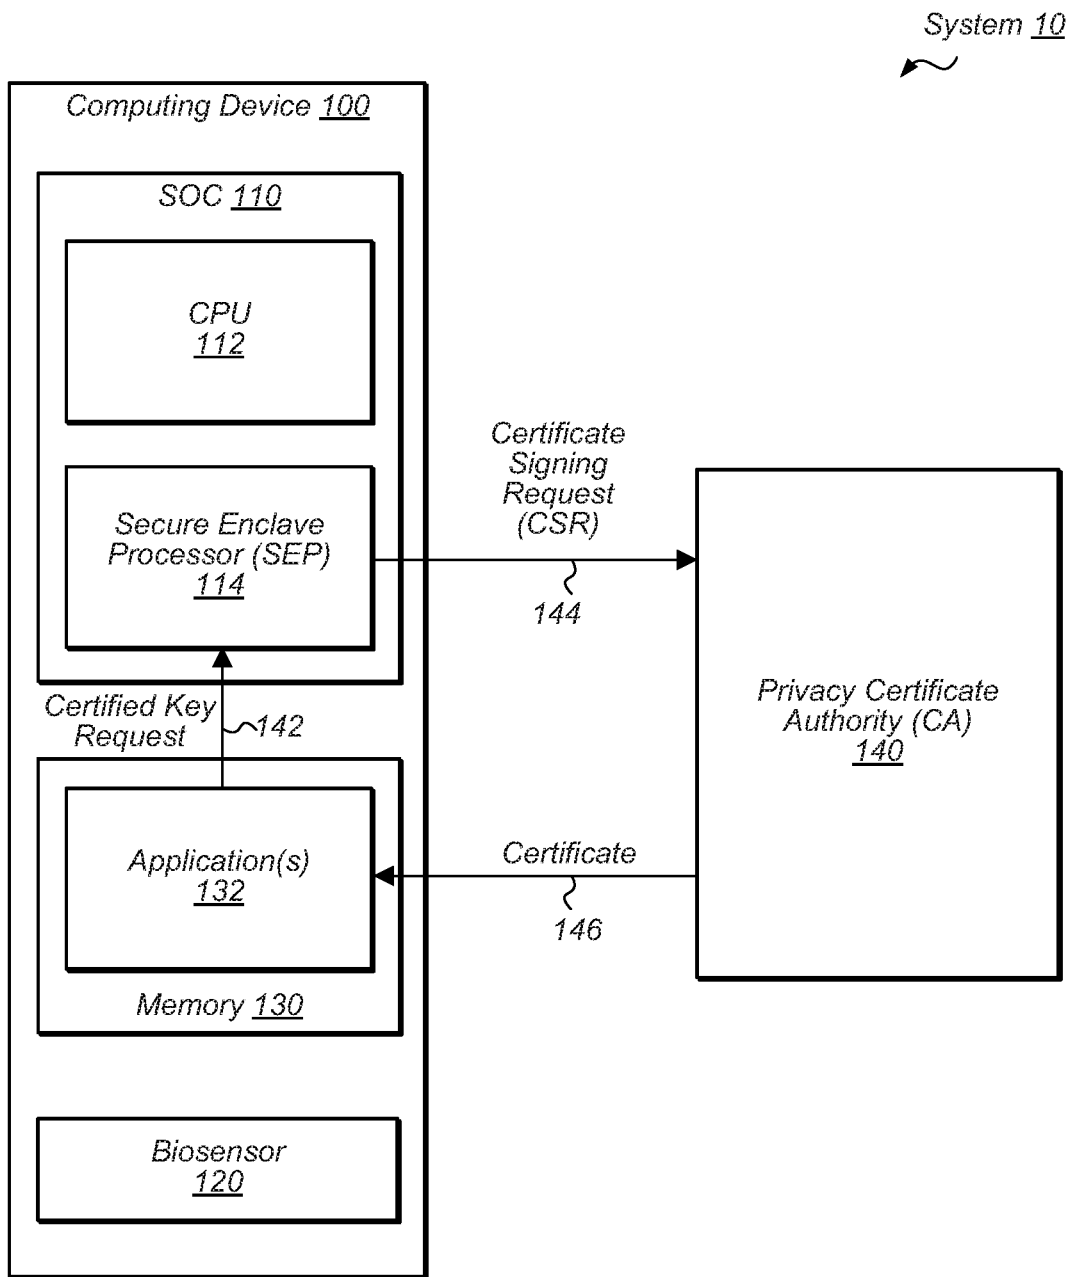 System 10
Computing Device 100
SOC 110
CPU
112
Certificate
Signing
Request
(CSR)
Secure Enclave
Processor (SEP)
114
144
Privacy Certificate
Authority (CA)
140
Certified Key
Request
142
Application(s)
132
Certificate
146
Memory 130
Biosensor
120